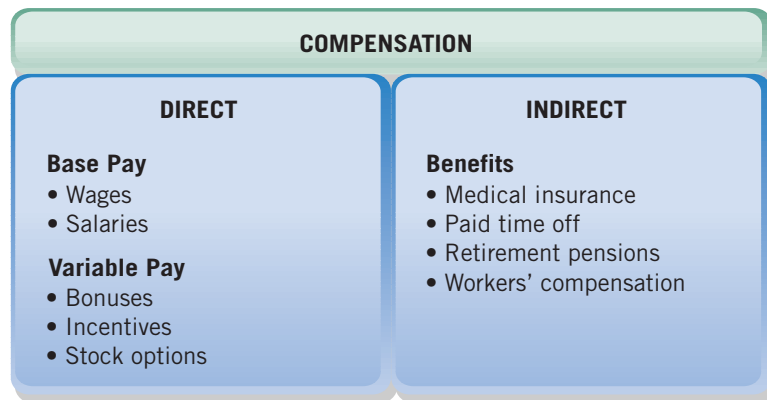 COMPENSATION
DIRECT
Base Pay
• Wages
• Salaries
Variable Pay
• Bonuses
• Incentives
• Stock options
INDIRECT
Benefits
• Medical insurance
• Paid time off
• Retirement pensions
• Workers’ compensation